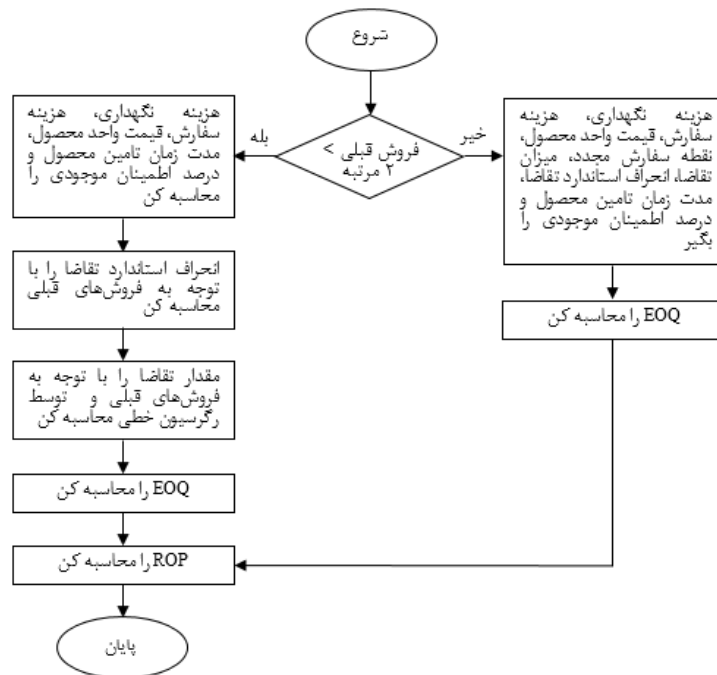 شروع
فروش قبلی >
۲ مرتبه
بله
خیر
هزینه نگهداری، هزینه
سفارش، قیمت واحد محصول،
مدت زمان تامین محصول و
درصد اطمینان موجودی را
محاسبه کن
انحراف استاندارد تقاضا را با
توجه به فروش‌های قبلی
محاسبه کن
مقدار تقاضا را با توجه به
فروش‌های قبلی و توسط
رگرسیون خطی محاسبه کن
EOQ را محاسبه کن
ROP را محاسبه کن
پایان
هزینه نگهداری، هزینه
سفارش، قیمت واحد محصول،
نقطه سفارش مجدد، میزان
تقاضا، انحراف استاندارد تقاضا،
مدت زمان تامین محصول و
درصد اطمینان موجودی را
بگیر
EOQ را محاسبه کن